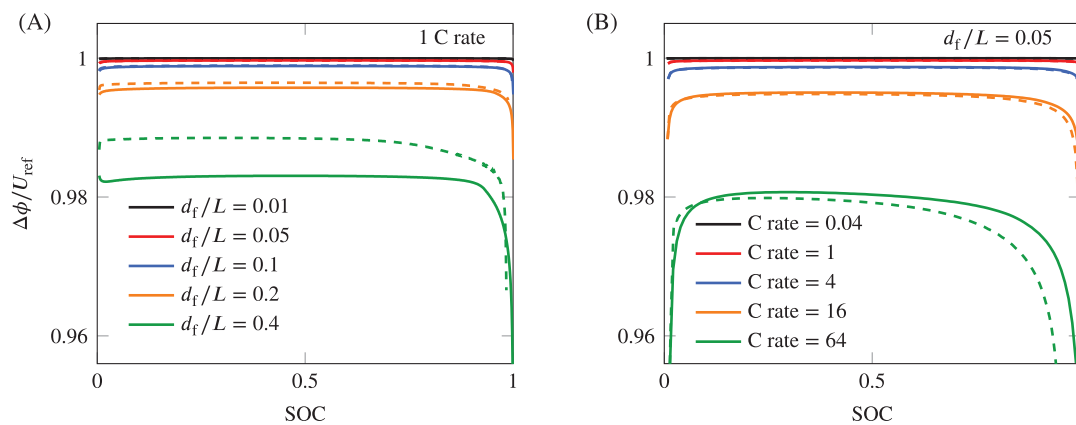 (A)
1 C rate
1
0.98
0.96
Δϕ/U_ref
d_f/L = 0.01
d_f/L = 0.05
d_f/L = 0.1
d_f/L = 0.2
d_f/L = 0.4
0 0.5 1
SOC
(B)
d_f/L = 0.05
1
0.98
0.96
C rate = 0.04
C rate = 1
C rate = 4
C rate = 16
C rate = 64
0 0.5
SOC